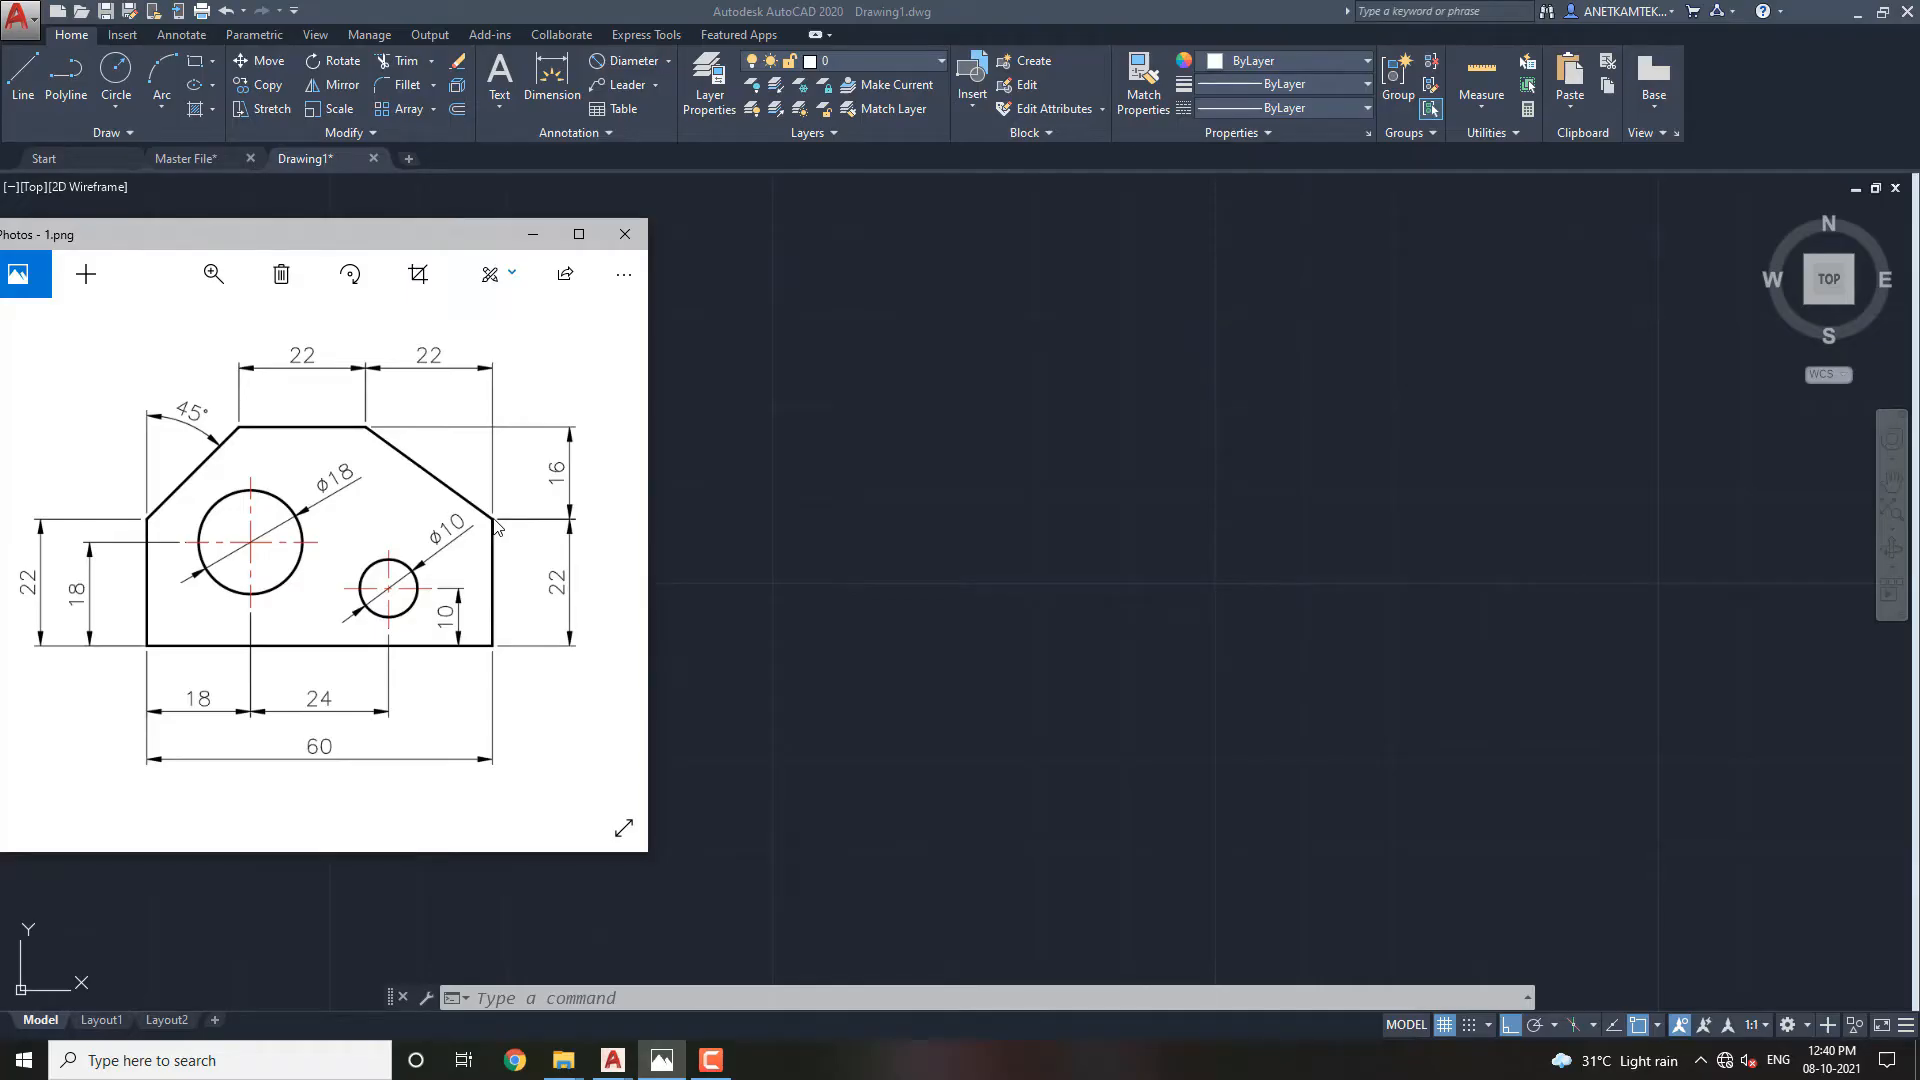 Autodesk AutoCAD 2020 Drawing1.dwg
Type a keyword or phrase
ANETKAMTEK...
Home Insert Annotate Parametric View Manage Output Add-ins Collaborate Express Tools Featured Apps
Line Polyline Circle Arc
Move Rotate Trim
Copy Mirror Fillet
Stretch Scale Array
Text Dimension
Diameter
Leader
Table
Layer
Properties
0
Make Current
Match Layer
Insert
Create
Edit
Edit Attributes
Match
Properties
ByLayer
ByLayer
ByLayer
Group
Measure
Paste
Base
Draw Modify Annotation Layers Block Properties Groups Utilities Clipboard View
Start Master File* Drawing1*
[−][Top][2D Wireframe]
Photos - 1.png
N
W TOP E
S
WCS
22 22
45°
16
⌀18
⌀10
22
18
10
22
18 24
60
Y
X
Type a command
Model Layout1 Layout2
MODEL 1:1
Type here to search
31°C Light rain
ENG
12:40 PM
08-10-2021